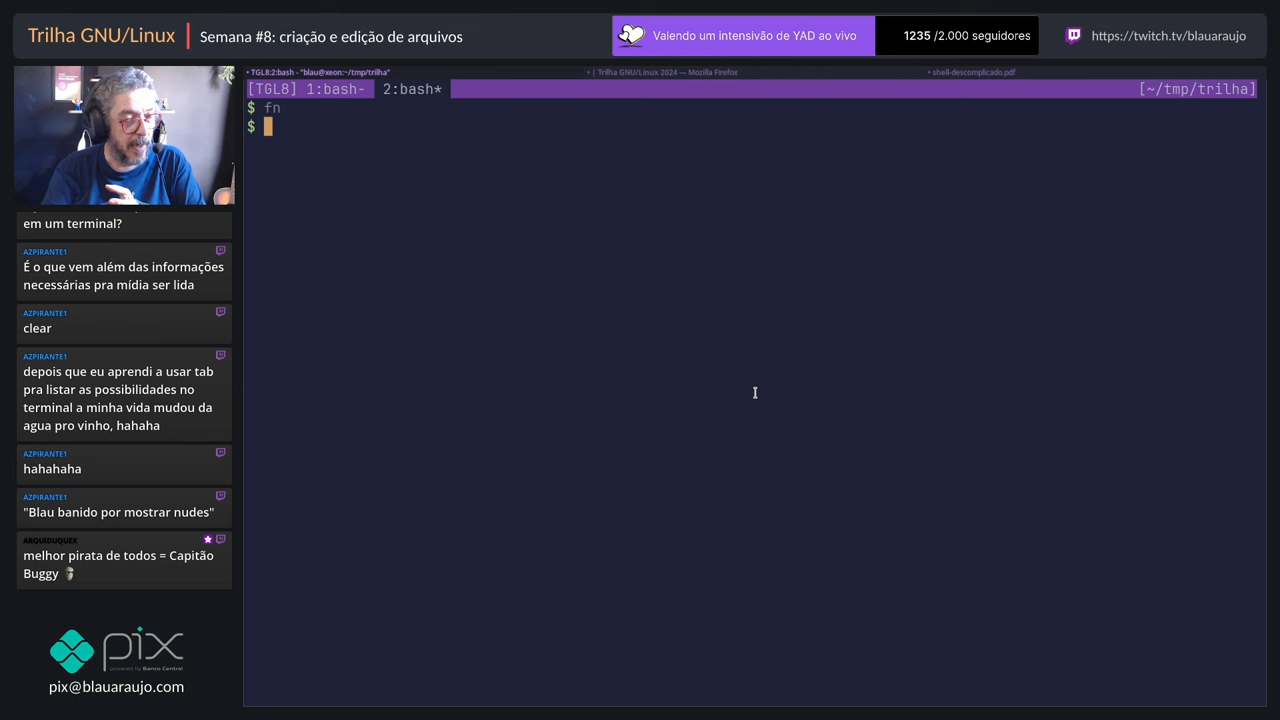 Trilha GNU/Linux
Semana #8: criação e edição de arquivos
Valendo um intensivão de YAD ao vivo
1235 /2.000 seguidores
https://twitch.tv/blauaraujo
• TGL8:2:bash - "blau@xeon:~/tmp/trilha"
• | Trilha GNU/Linux 2024 — Mozilla Firefox
• shell-descomplicado.pdf
[TGL8] 1:bash- 2:bash*
[~/tmp/trilha]
$ fn
$
em um terminal?
AZPIRANTE1
É o que vem além das informações
necessárias pra mídia ser lida
AZPIRANTE1
clear
AZPIRANTE1
depois que eu aprendi a usar tab
pra listar as possibilidades no
terminal a minha vida mudou da
agua pro vinho, hahaha
AZPIRANTE1
hahahaha
AZPIRANTE1
"Blau banido por mostrar nudes"
ARQUIDUQUEX
melhor pirata de todos = Capitão
Buggy
pix
powered by Banco Central
pix@blauaraujo.com